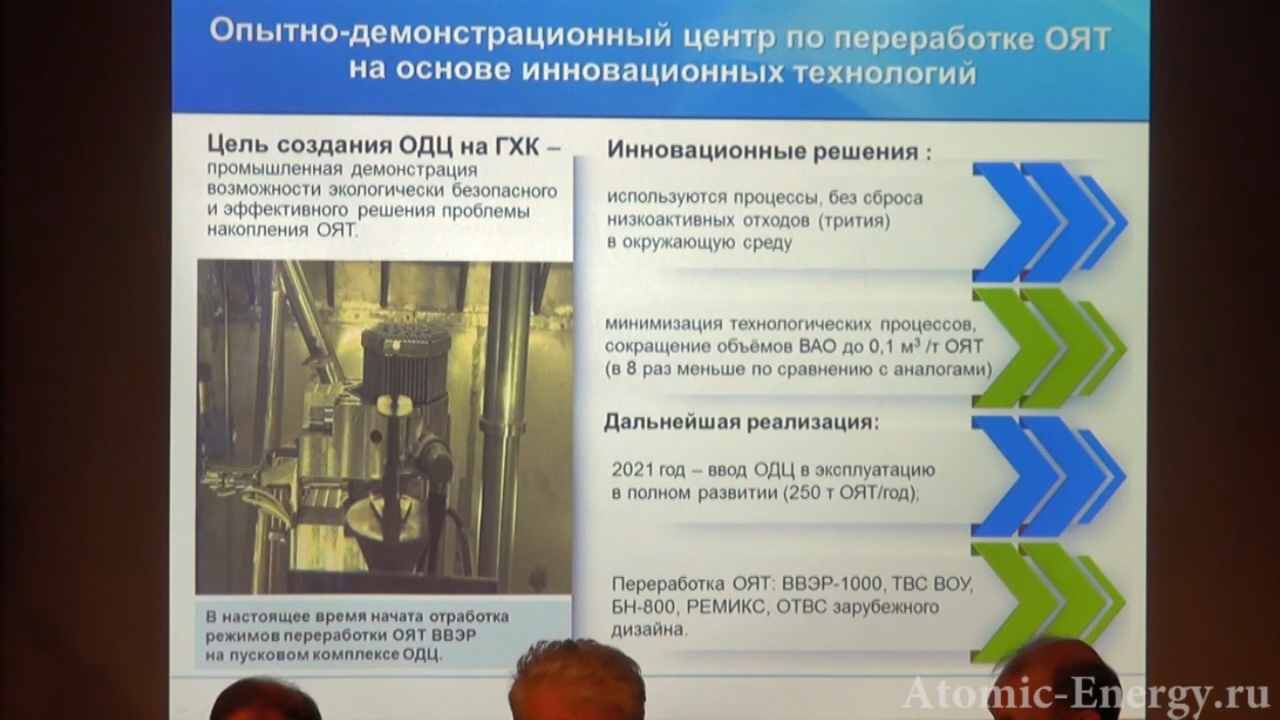 Опытно-демонстрационный центр по переработке ОЯТ
на основе инновационных технологий
Цель создания ОДЦ на ГХК –
промышленная демонстрация
возможности экологически безопасного
и эффективного решения проблемы
накопления ОЯТ.
В настоящее время начата отработка
режимов переработки ОЯТ ВВЭР
на пусковом комплексе ОДЦ.
Инновационные решения :
используются процессы, без сброса
низкоактивных отходов (трития)
в окружающую среду
минимизация технологических процессов,
сокращение объёмов ВАО до 0,1 м³ /т ОЯТ
(в 8 раз меньше по сравнению с аналогами)
Дальнейшая реализация:
2021 год – ввод ОДЦ в эксплуатацию
в полном развитии (250 т ОЯТ/год);
Переработка ОЯТ: ВВЭР-1000, ТВС ВОУ,
БН-800, РЕМИКС, ОТВС зарубежного
дизайна.
Atomic-Energy.ru